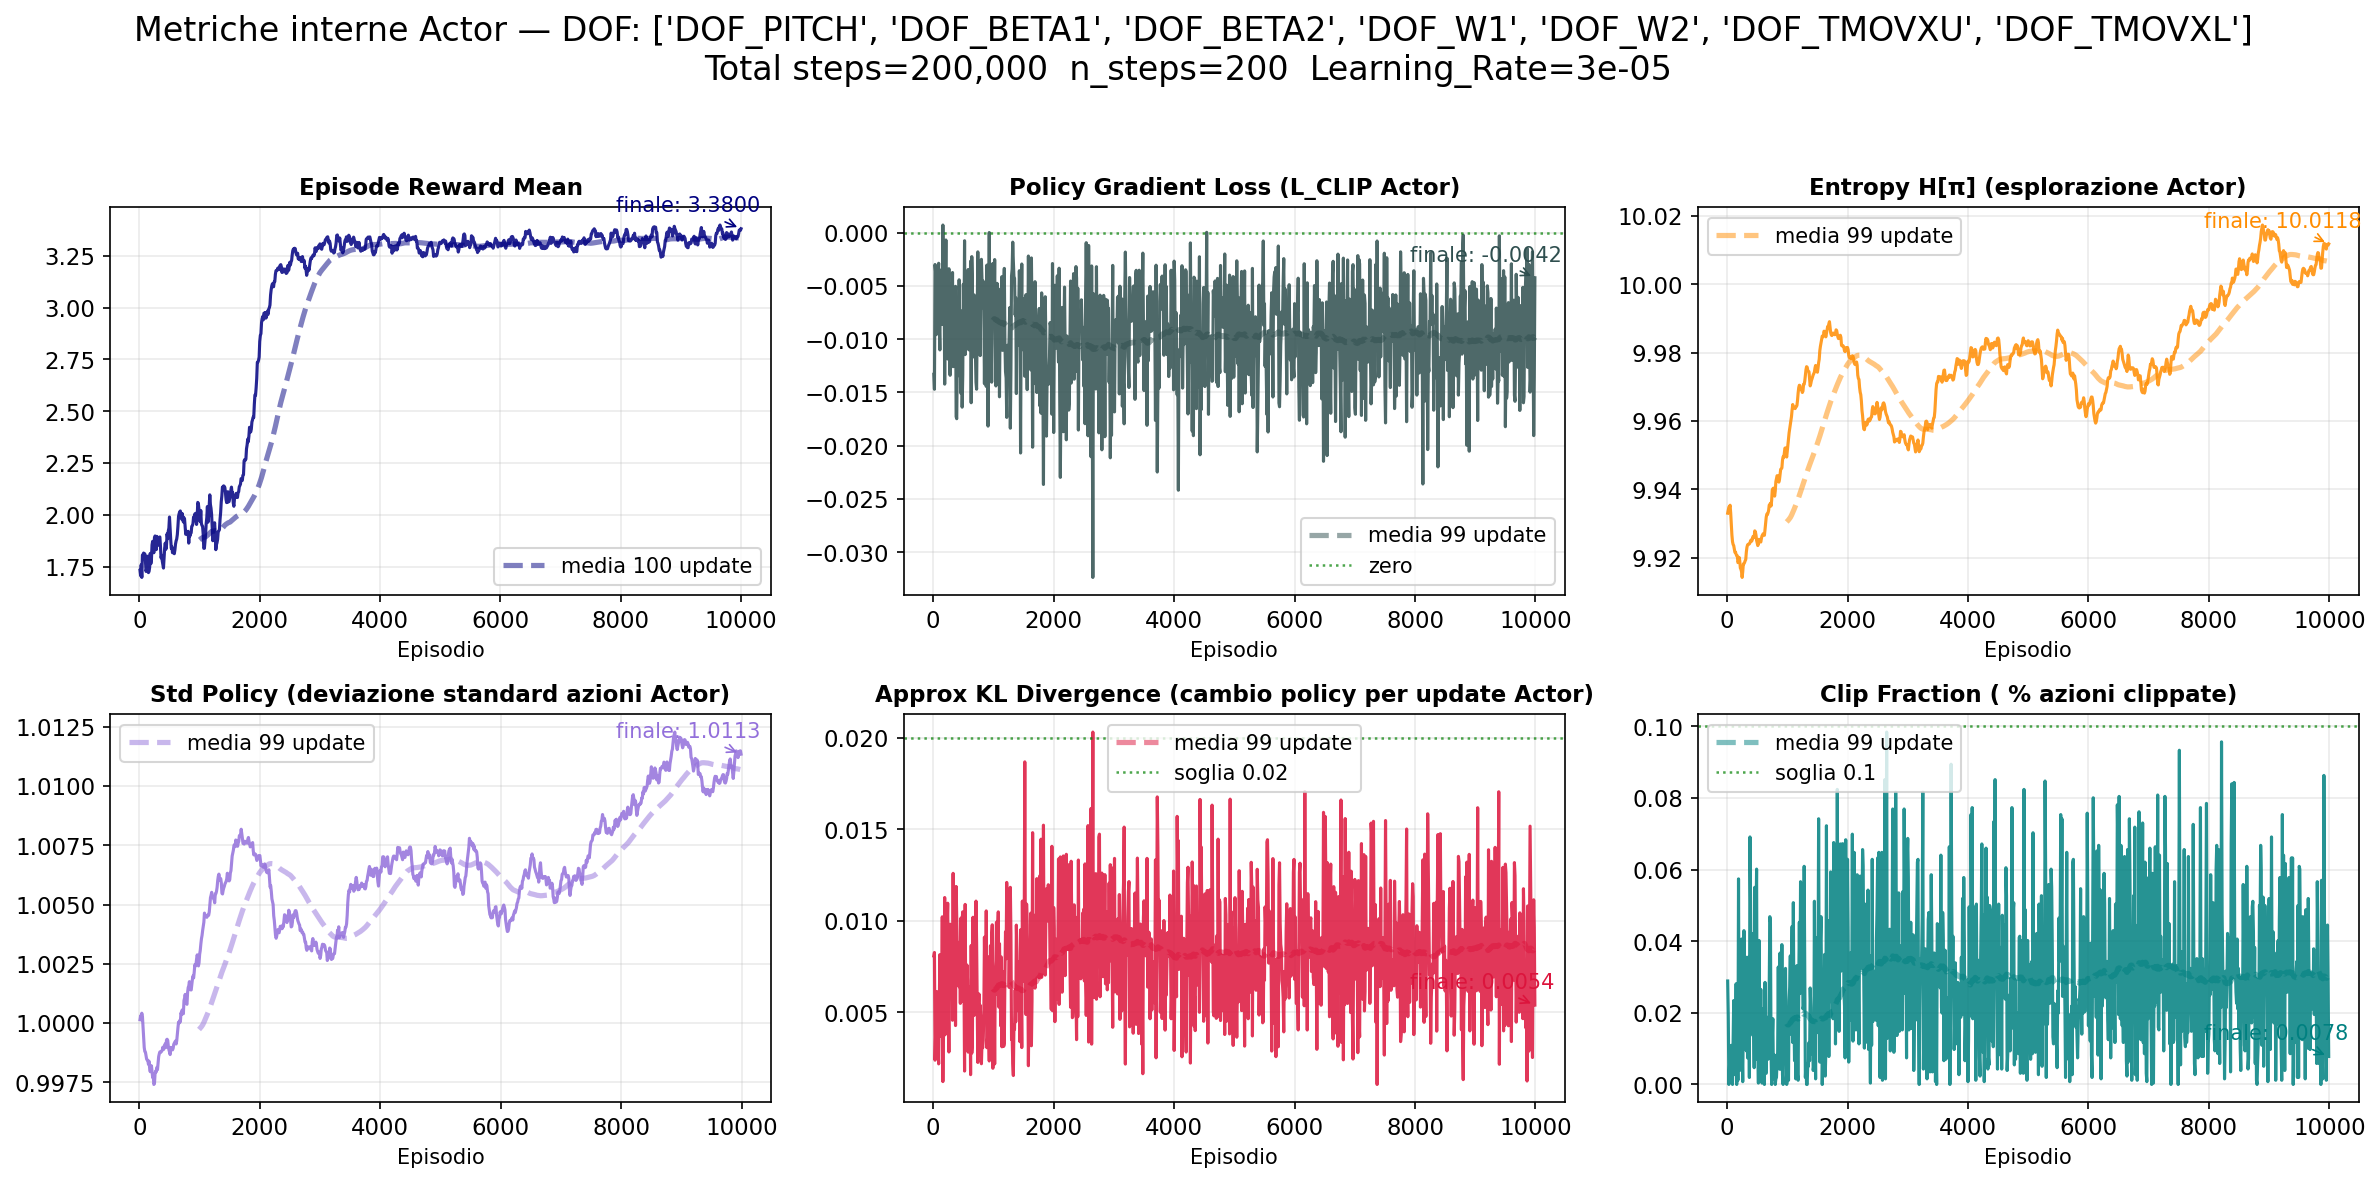 Metriche interne Actor — DOF: ['DOF_PITCH', 'DOF_BETA1', 'DOF_BETA2', 'DOF_W1', 'DOF_W2', 'DOF_TMOVXU', 'DOF_TMOVXL']
Total steps=200,000  n_steps=200  Learning_Rate=3e-05
Episode Reward Mean
finale: 3.3800
3.25
3.00
2.75
2.50
2.25
2.00
1.75
media 100 update
0 2000 4000 6000 8000 10000
Episodio
Policy Gradient Loss (L_CLIP Actor)
0.000
finale: -0.0042
−0.005
−0.010
−0.015
−0.020
−0.025
−0.030
media 99 update
zero
0 2000 4000 6000 8000 10000
Episodio
Entropy H[π] (esplorazione Actor)
10.02
finale: 10.0118
media 99 update
10.00
9.98
9.96
9.94
9.92
0 2000 4000 6000 8000 10000
Episodio
Std Policy (deviazione standard azioni Actor)
1.0125
finale: 1.0113
media 99 update
1.0100
1.0075
1.0050
1.0025
1.0000
0.9975
0 2000 4000 6000 8000 10000
Episodio
Approx KL Divergence (cambio policy per update Actor)
0.020
media 99 update
soglia 0.02
0.015
0.010
finale: 0.0054
0.005
0 2000 4000 6000 8000 10000
Episodio
Clip Fraction ( % azioni clippate)
0.10
media 99 update
soglia 0.1
0.08
0.06
0.04
0.02
finale: 0.0078
0.00
0 2000 4000 6000 8000 10000
Episodio